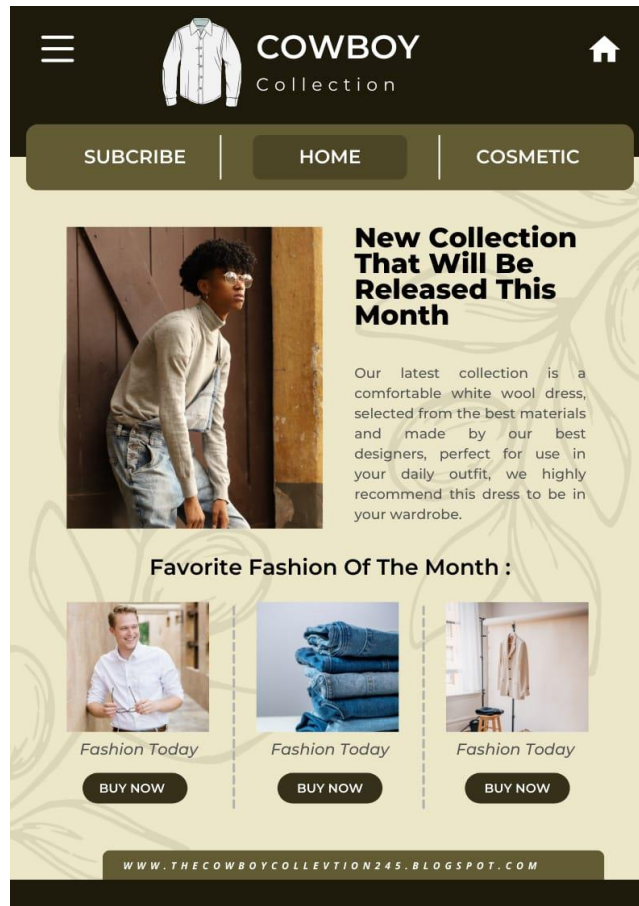 COWBOY
Collection
SUBCRIBE
HOME
COSMETIC
New Collection
That Will Be
Released This
Month
Our latest collection is a
comfortable white wool dress,
selected from the best materials
and made by our best
designers, perfect for use in
your daily outfit, we highly
recommend this dress to be in
your wardrobe.
Favorite Fashion Of The Month :
Fashion Today
Fashion Today
Fashion Today
BUY NOW
BUY NOW
BUY NOW
WWW.THECOWBOYCOLLEVTION245.BLOGSPOT.COM